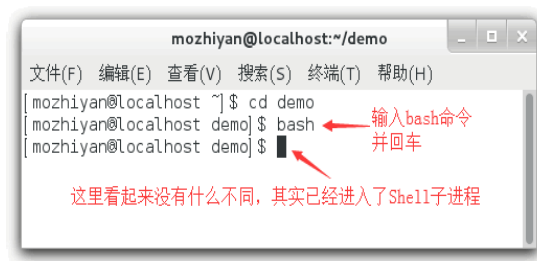 mozhiyan@localhost:~/demo
文件(F) 编辑(E) 查看(V) 搜索(S) 终端(T) 帮助(H)
[mozhiyan@localhost ~]$ cd demo
[mozhiyan@localhost demo]$ bash
输入bash命令
并回车
[mozhiyan@localhost demo]$
这里看起来没有什么不同，其实已经进入了Shell子进程